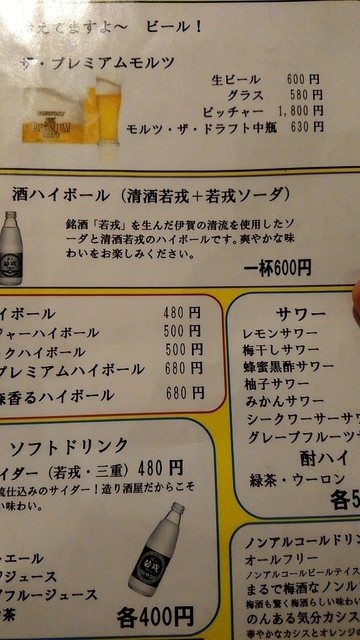 えてますよ～ ビール！
ザ・プレミアムモルツ
生ビール 600円
グラス 580円
ピッチャー 1,800円
モルツ・ザ・ドラフト中瓶 630円
酒ハイボール（清酒若戎＋若戎ソーダ）
銘酒「若戎」を生んだ伊賀の清流を使用したソ
ーダと清酒若戎のハイボールです。爽やかな味
わいをお楽しみください。
一杯600円
イボール 480円
ジャーハイボール 500円
ークハイボール 500円
プレミアムハイボール 680円
森香るハイボール 680円
サワー
レモンサワー
梅干しサワー
蜂蜜黒酢サワー
柚子サワー
みかんサワー
シークワーサーサワ
グレープフルーツ
酎ハイ
緑茶・ウーロン
各5
ソフトドリンク
イダー（若戎・三重）480円
流仕込みのサイダー！造り酒屋だからこそ
い味わい。
若戎
・エール
ジジュース
プフルージュース
茶
各400円
ノンアルコールドリン
オールフリー
ノンアルコールビールテイス
まるで梅酒なノンル
梅酒も驚く梅酒らしい味わい
のんある気分カシス
華やかなカシスとオレンジ